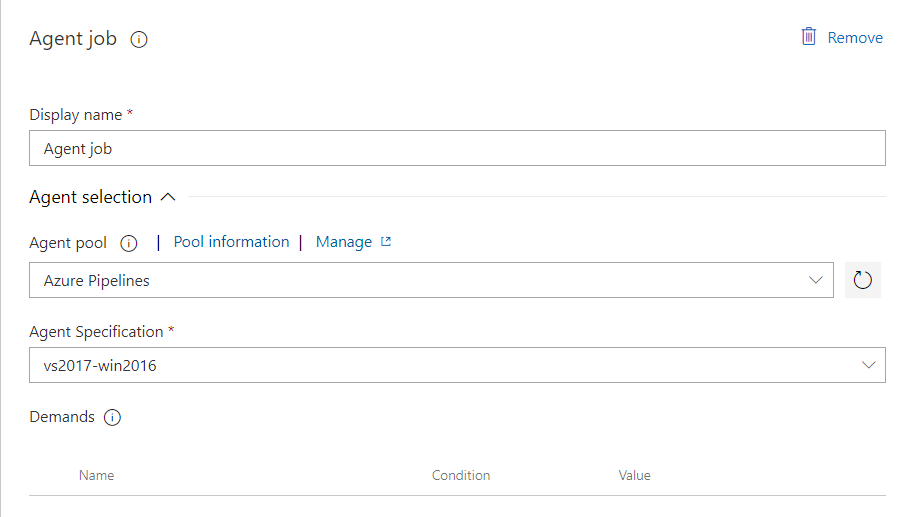 Agent job
Remove
Display name *
Agent job
Agent selection
Agent pool | Pool information | Manage
Azure Pipelines
Agent Specification *
vs2017-win2016
Demands
Name Condition Value